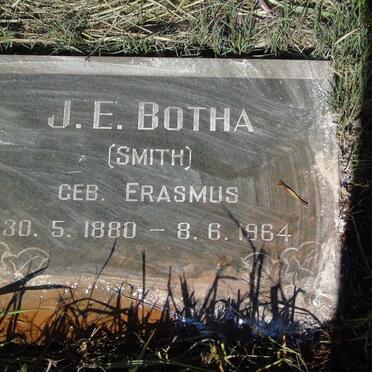 J. E. BOTHA
(SMITH)
GEB. ERASMUS
30. 5. 1880 – 8. 6. 1964